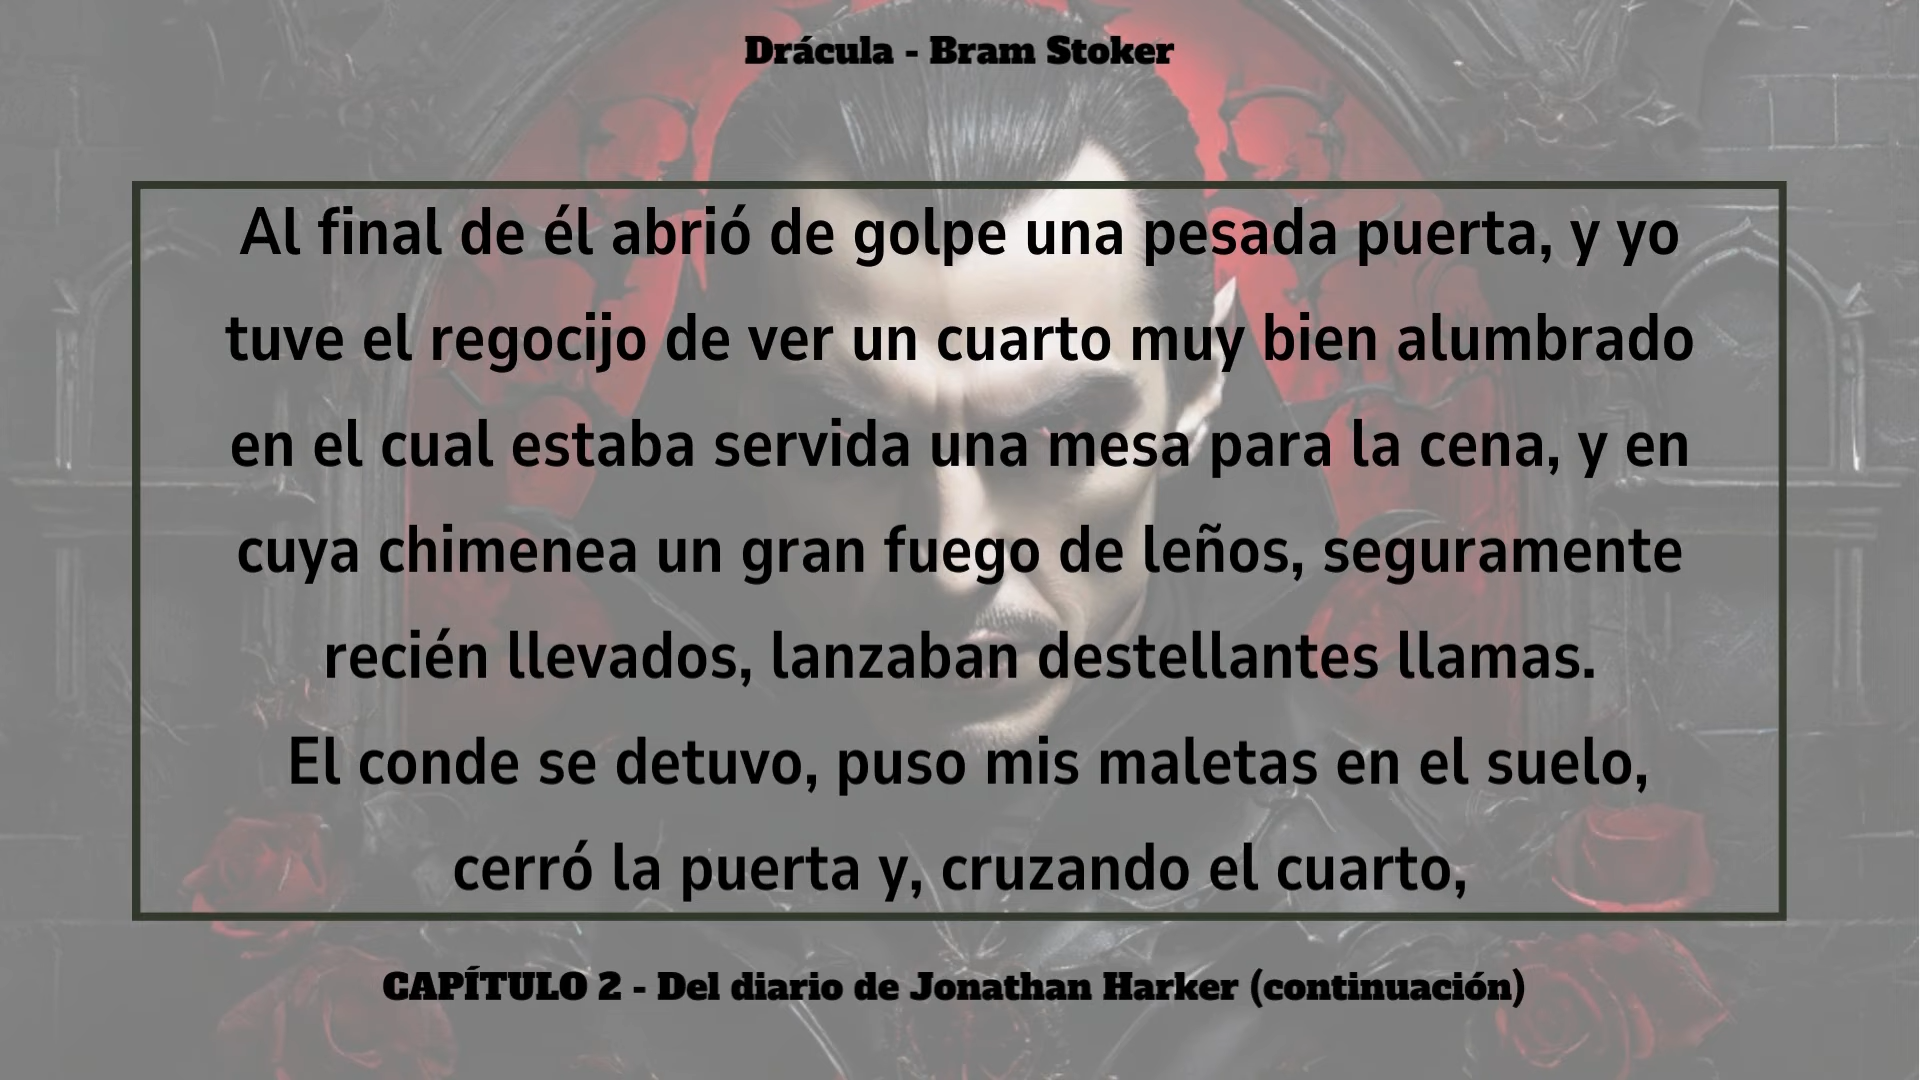 Drácula - Bram Stoker
Al final de él abrió de golpe una pesada puerta, y yo
tuve el regocijo de ver un cuarto muy bien alumbrado
en el cual estaba servida una mesa para la cena, y en
cuya chimenea un gran fuego de leños, seguramente
recién llevados, lanzaban destellantes llamas.
El conde se detuvo, puso mis maletas en el suelo,
cerró la puerta y, cruzando el cuarto,
CAPÍTULO 2 - Del diario de Jonathan Harker (continuación)